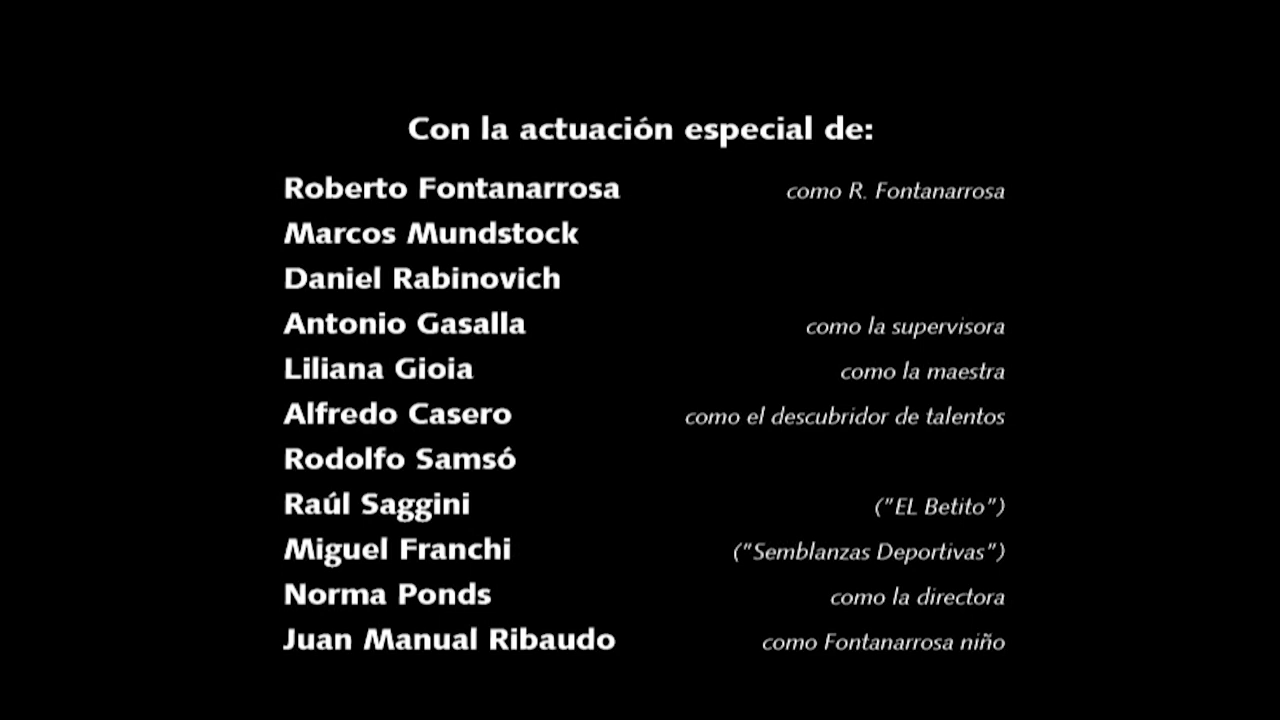 Con la actuación especial de:
Roberto Fontanarrosa como R. Fontanarrosa
Marcos Mundstock
Daniel Rabinovich
Antonio Gasalla como la supervisora
Liliana Gioia como la maestra
Alfredo Casero como el descubridor de talentos
Rodolfo Samsó
Raúl Saggini ("EL Betito")
Miguel Franchi ("Semblanzas Deportivas")
Norma Ponds como la directora
Juan Manual Ribaudo como Fontanarrosa niño